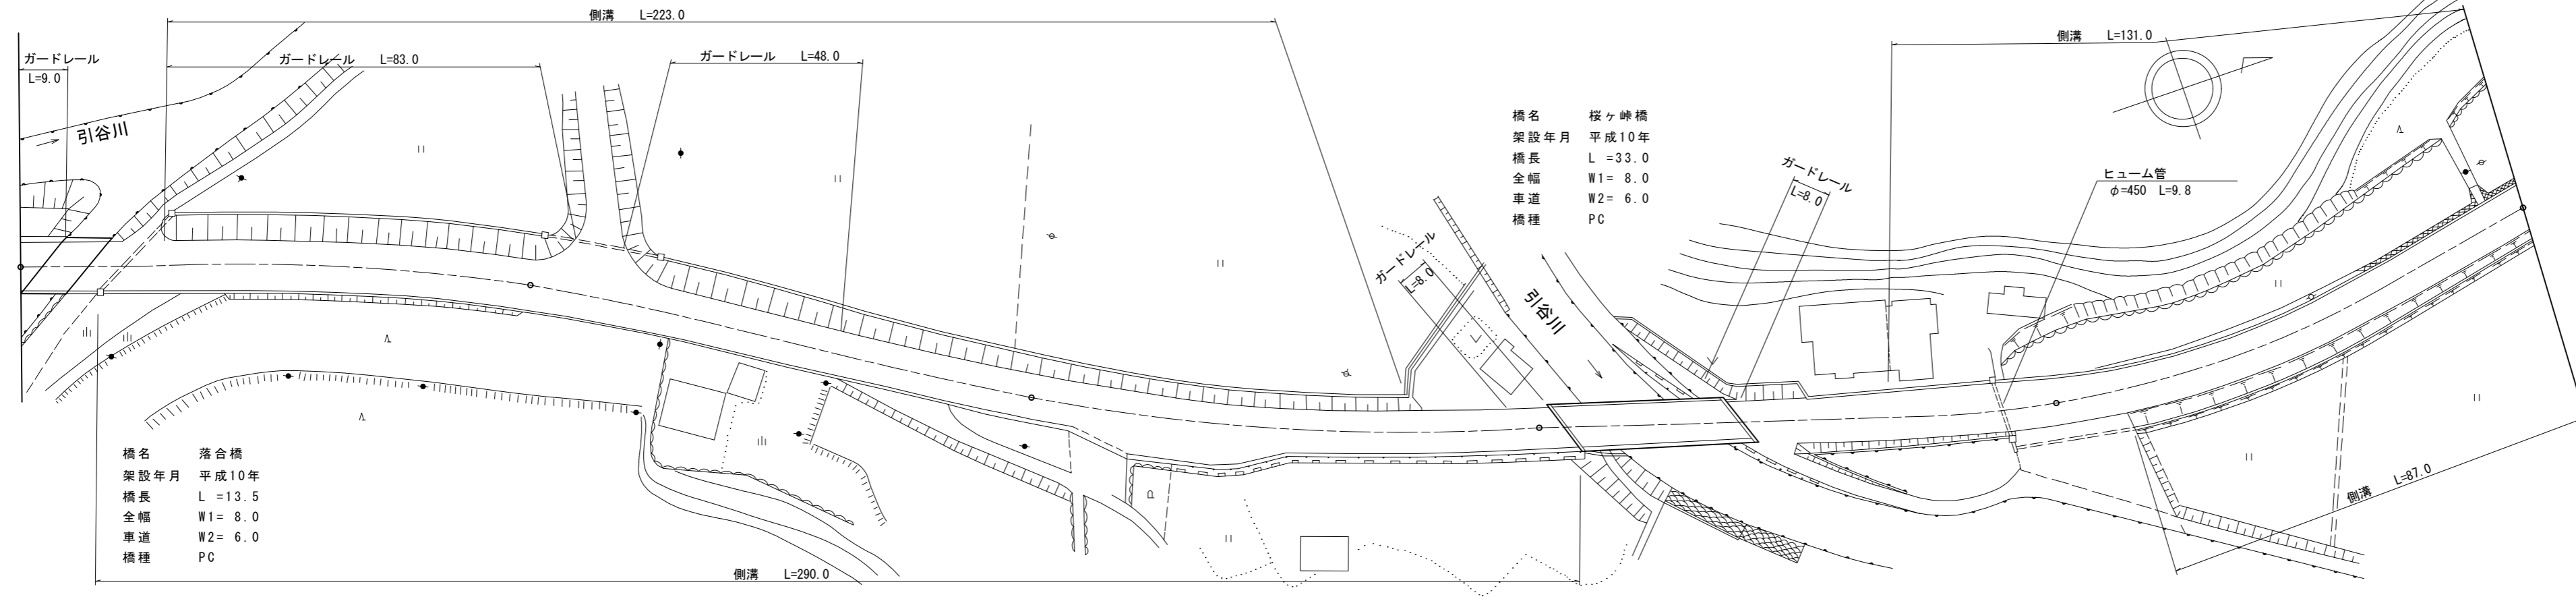 側溝 L=223.0
ガードレール
L=9.0
ガードレール L=83.0
ガードレール L=48.0
側溝 L=131.0
引谷川
橋名 桜ヶ峠橋
架設年月 平成10年
橋長 L =33.0
全幅 W1= 8.0
車道 W2= 6.0
橋種 PC
ガードレール
L=8.0
ヒューム管
φ=450 L=9.8
ガードレール
L=8.0
引谷川
橋名 落合橋
架設年月 平成10年
橋長 L =13.5
全幅 W1= 8.0
車道 W2= 6.0
橋種 PC
側溝 L=87.0
側溝 L=290.0